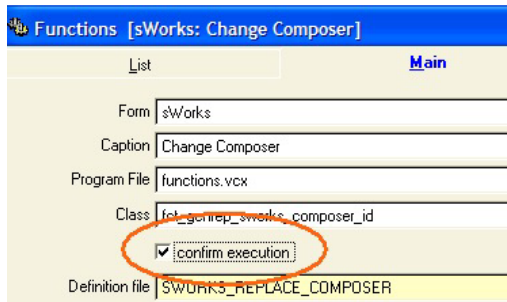 Functions [sWorks: Change Composer]
List Main
Form sWorks
Caption Change Composer
Program File functions.vcx
Class fct_genrep_sworks_composer_id
confirm execution
Definition file SWORKS_REPLACE_COMPOSER